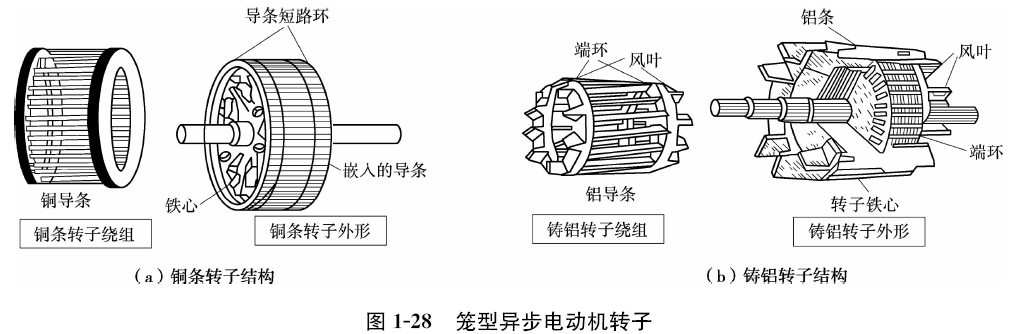 导条短路环
铜导条
铁心
嵌入的导条
铜条转子绕组
铜条转子外形
(a)铜条转子结构
端环
风叶
铝导条
铸铝转子绕组
铝条
风叶
端环
转子铁心
铸铝转子外形
(b)铸铝转子结构
图1-28 笼型异步电动机转子